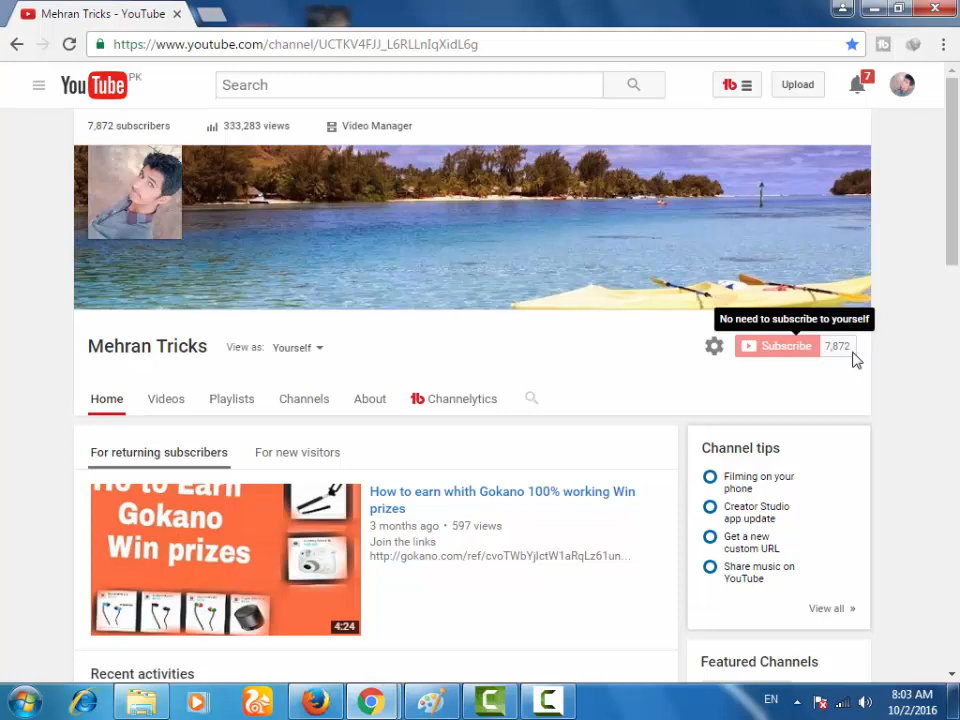 Mehran Tricks - YouTube
https://www.youtube.com/channel/UCTKV4FJJ_L6RLLnIqXidL6g
YouTube PK
Search
Upload
7
7,872 subscribers
333,283 views
Video Manager
No need to subscribe to yourself
Mehran Tricks
View as: Yourself
Subscribe 7,872
Home
Videos
Playlists
Channels
About
Channelytics
For returning subscribers
For new visitors
Earn
Gokano
Win prizes
4:24
How to earn whith Gokano 100% working Win
prizes
3 months ago • 597 views
Join the links
Channel tips
Filming on your
phone
Creator Studio
app update
Get a new
custom URL
Share music on
YouTube
View all »
Recent activities
Featured Channels
EN
8:03 AM
10/2/2016